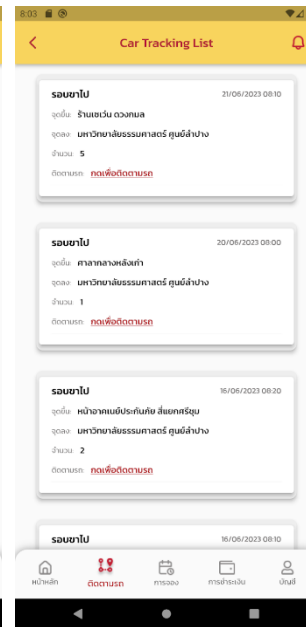 8:03
Car Tracking List
รอบขาไป 21/06/2023 08:10
จุดขึ้น: ร้านเซเว่น ดวงกมล
จุดลง: มหาวิทยาลัยธรรมศาสตร์ ศูนย์ลำปาง
จำนวน: 5
ติดตามรถ: กดเพื่อติดตามรถ
รอบขาไป 20/06/2023 08:00
จุดขึ้น: ศาลากลางหลังเก่า
จุดลง: มหาวิทยาลัยธรรมศาสตร์ ศูนย์ลำปาง
จำนวน: 1
ติดตามรถ: กดเพื่อติดตามรถ
รอบขาไป 16/06/2023 08:20
จุดขึ้น: หน้าอาคเนย์ประกันภัย สี่แยกศรีชุม
จุดลง: มหาวิทยาลัยธรรมศาสตร์ ศูนย์ลำปาง
จำนวน: 2
ติดตามรถ: กดเพื่อติดตามรถ
รอบขาไป 16/06/2023 08:10
หน้าหลัก ติดตามรถ การจอง การชำระเงิน บัญชี